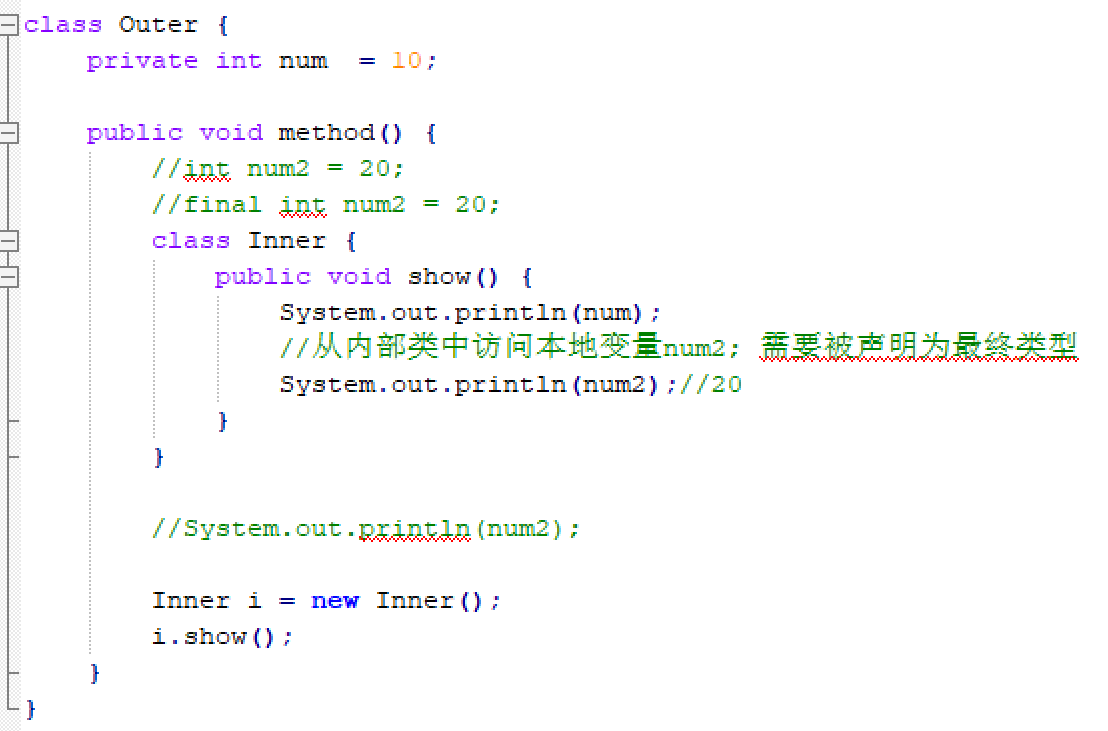 class Outer {
private int num  = 10;
public void method() {
//int num2 = 20;
//final int num2 = 20;
class Inner {
public void show() {
System.out.println(num);
//从内部类中访问本地变量num2; 需要被声明为最终类型
System.out.println(num2);//20
}
}
//System.out.println(num2);
Inner i = new Inner();
i.show();
}
}